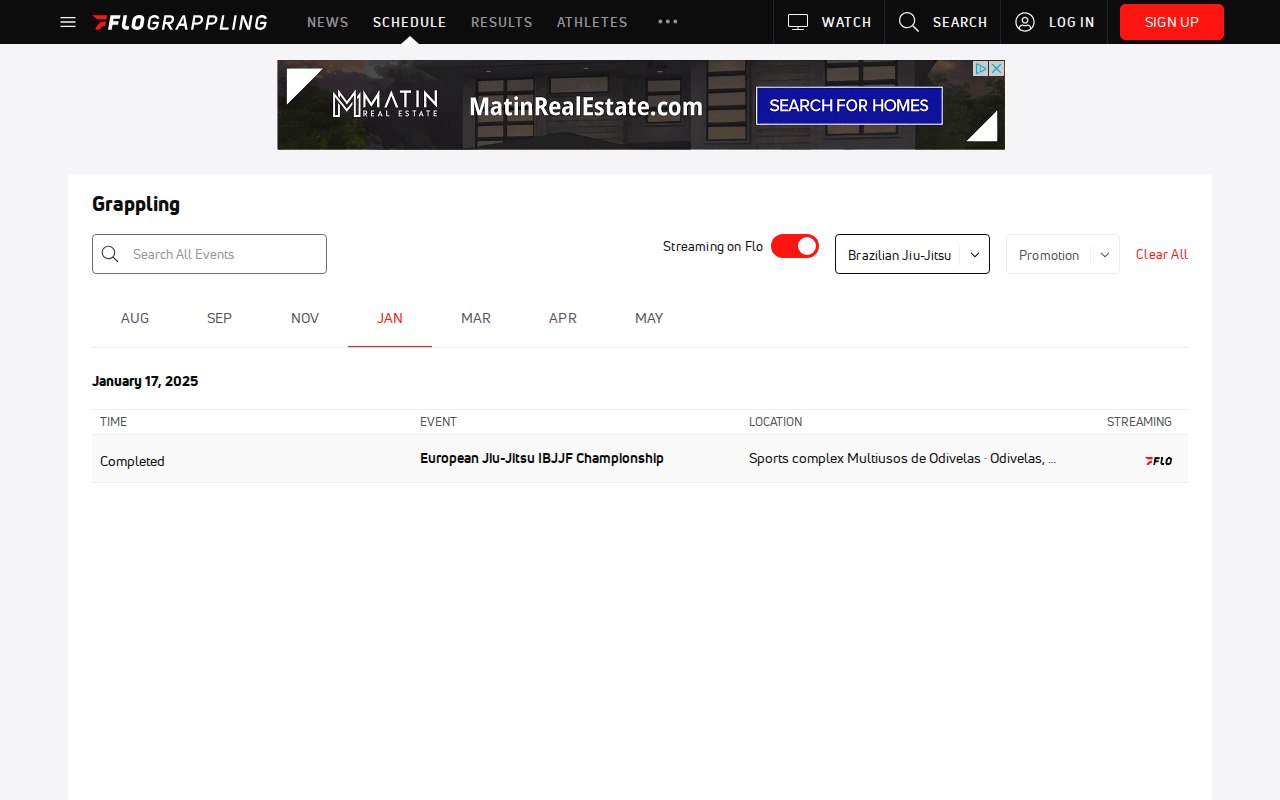 FLOGRAPPLING NEWS SCHEDULE RESULTS ATHLETES WATCH SEARCH LOG IN SIGN UP
MATIN
REAL ESTATE
MatinRealEstate.com
SEARCH FOR HOMES
Grappling
Search All Events
Streaming on Flo
Brazilian Jiu-Jitsu
Promotion
Clear All
AUG SEP NOV JAN MAR APR MAY
January 17, 2025
TIME EVENT LOCATION STREAMING
Completed European Jiu-Jitsu IBJJF Championship Sports complex Multiusos de Odivelas · Odivelas, ... FLO